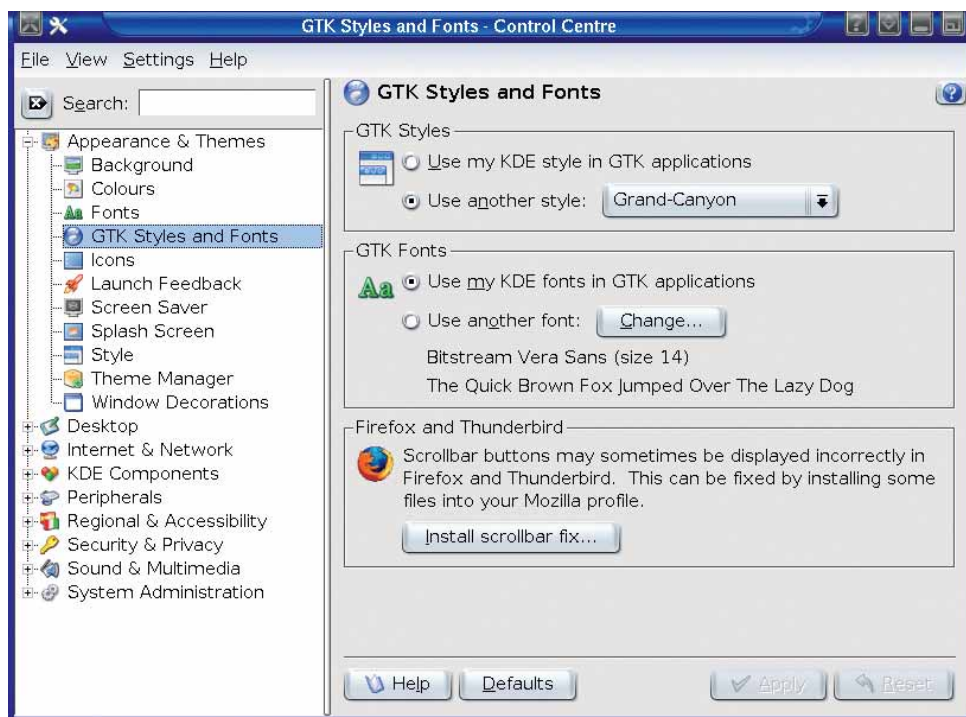 GTK Styles and Fonts - Control Centre
File View Settings Help
Search:
Appearance & Themes
Background
Colours
Fonts
GTK Styles and Fonts
Icons
Launch Feedback
Screen Saver
Splash Screen
Style
Theme Manager
Window Decorations
Desktop
Internet & Network
KDE Components
Peripherals
Regional & Accessibility
Security & Privacy
Sound & Multimedia
System Administration
GTK Styles and Fonts
GTK Styles
Use my KDE style in GTK applications
Use another style: Grand-Canyon
GTK Fonts
Aa
Use my KDE fonts in GTK applications
Use another font: Change...
Bitstream Vera Sans (size 14)
The Quick Brown Fox Jumped Over The Lazy Dog
Firefox and Thunderbird
Scrollbar buttons may sometimes be displayed incorrectly in
Firefox and Thunderbird. This can be fixed by installing some
files into your Mozilla profile.
Install scrollbar fix...
Help Defaults Apply Reset